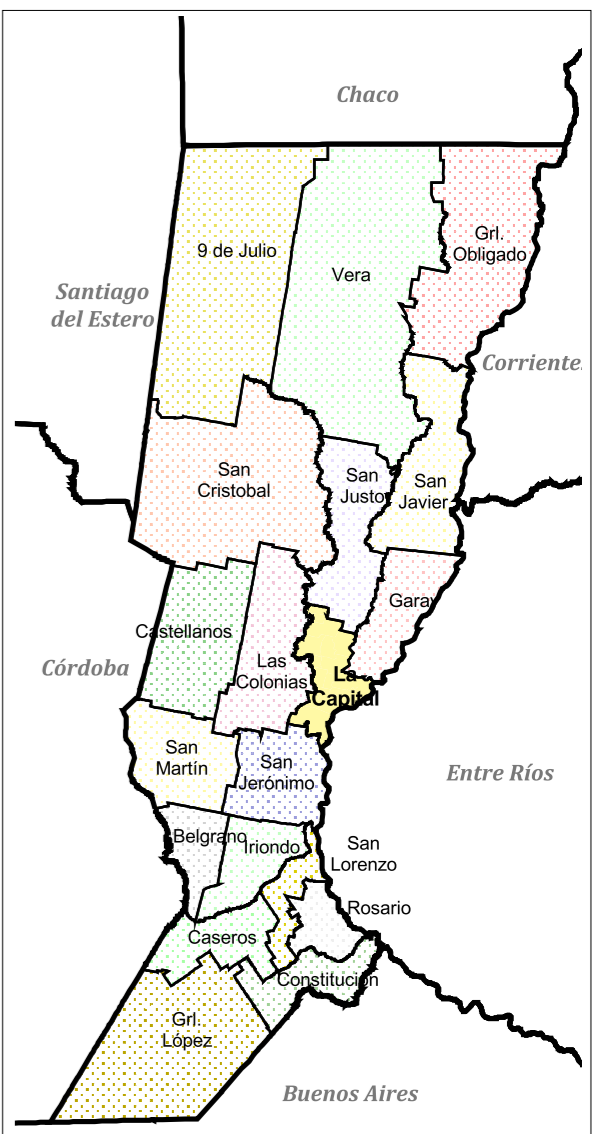 Chaco
Grl.
Obligado
9 de Julio
Vera
Santiago
del Estero
Corriente
San
Cristobal
San
Justo
San
Javier
Garay
Castellanos
Las
Colonias
Córdoba
La
Capital
San
Martín
San
Jerónimo
Entre Ríos
Belgrano
Iriondo
San
Lorenzo
Rosario
Caseros
Constitución
Grl.
López
Buenos Aires